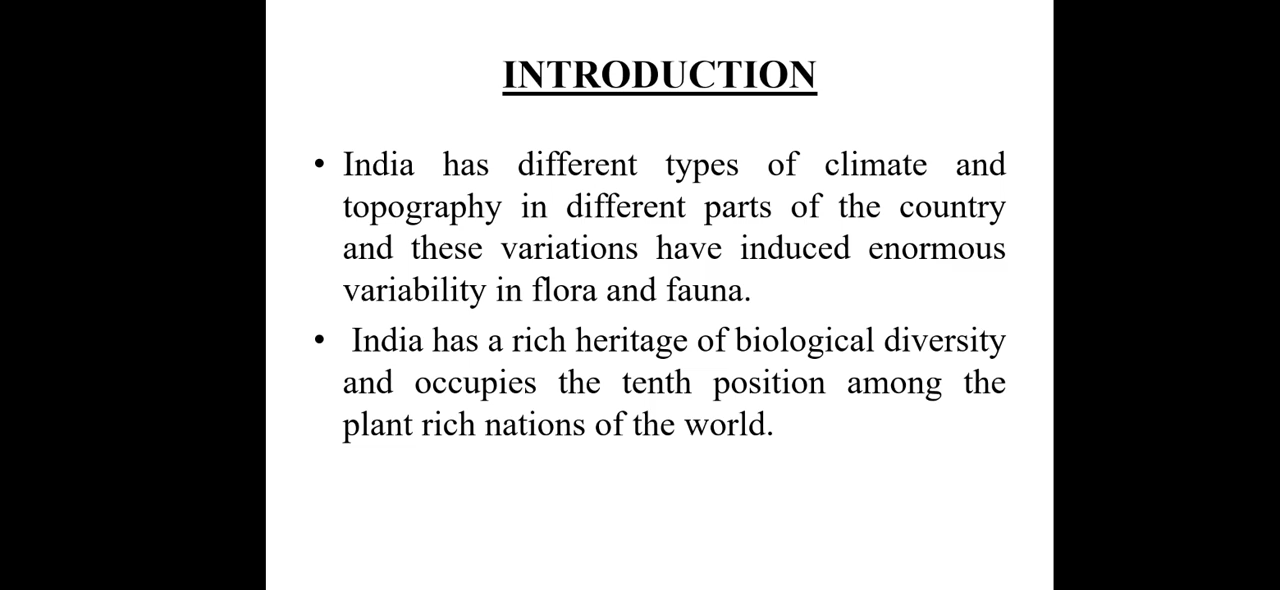 INTRODUCTION
• India has different types of climate and
topography in different parts of the country
and these variations have induced enormous
variability in flora and fauna.
• India has a rich heritage of biological diversity
and occupies the tenth position among the
plant rich nations of the world.